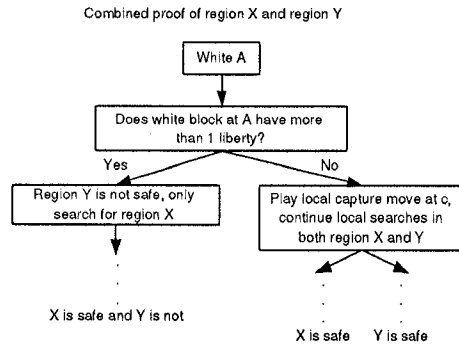 Combined proof of region X and region Y
White A
Does white block at A have more
than 1 liberty?
Yes
No
Region Y is not safe, only
search for region X
Play local capture move at c,
continue local searches in
both region X and Y
X is safe and Y is not
X is safe
Y is safe